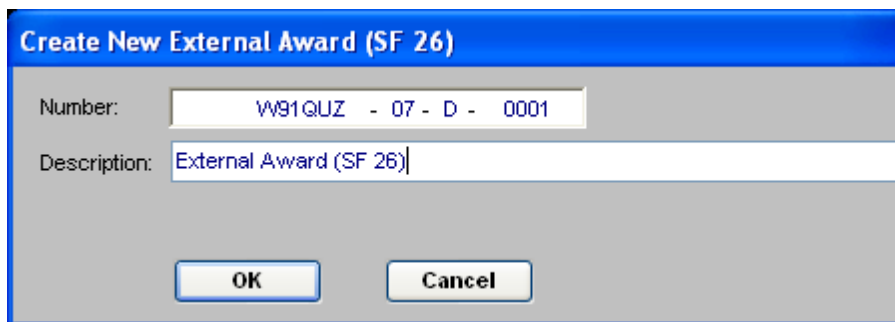 Create New External Award (SF 26)
Number: W91QUZ - 07 - D - 0001
Description: External Award (SF 26)
OK Cancel